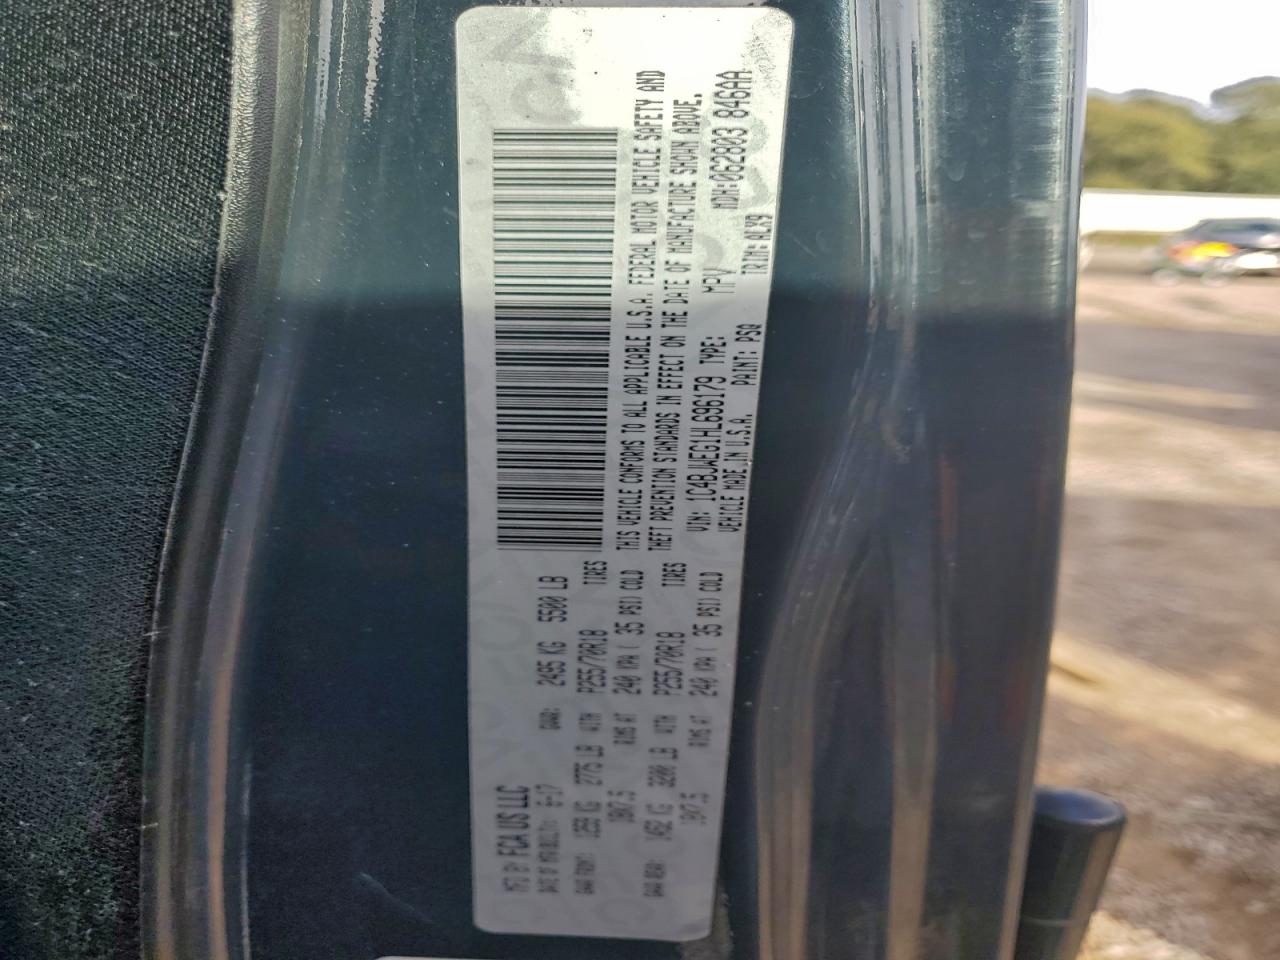 MFD BY FCA US LLC
DATE OF MFR (BUILT): 6-17 GVWR: 2495 KG 5500 LB
GAWR FRONT: 1259 KG 2775 LB WITH P255/70R18 TIRES
18X7.5 RIMS AT 240 KPA ( 35 PSI) COLD
GAWR REAR: 1452 KG 3200 LB WITH P255/70R18 TIRES
18X7.5 RIMS AT 240 KPA ( 35 PSI) COLD
THIS VEHICLE CONFORMS TO ALL APPLICABLE U.S.A. FEDERAL MOTOR VEHICLE SAFETY AND
THEFT PREVENTION STANDARDS IN EFFECT ON THE DATE OF MANUFACTURE SHOWN ABOVE.
VIN: 1C4BJWEG1HL696179 TYPE: MPV MDH:062803 846AA
VEHICLE MADE IN U.S.A. PAINT: PSQ TRIM: ALX9